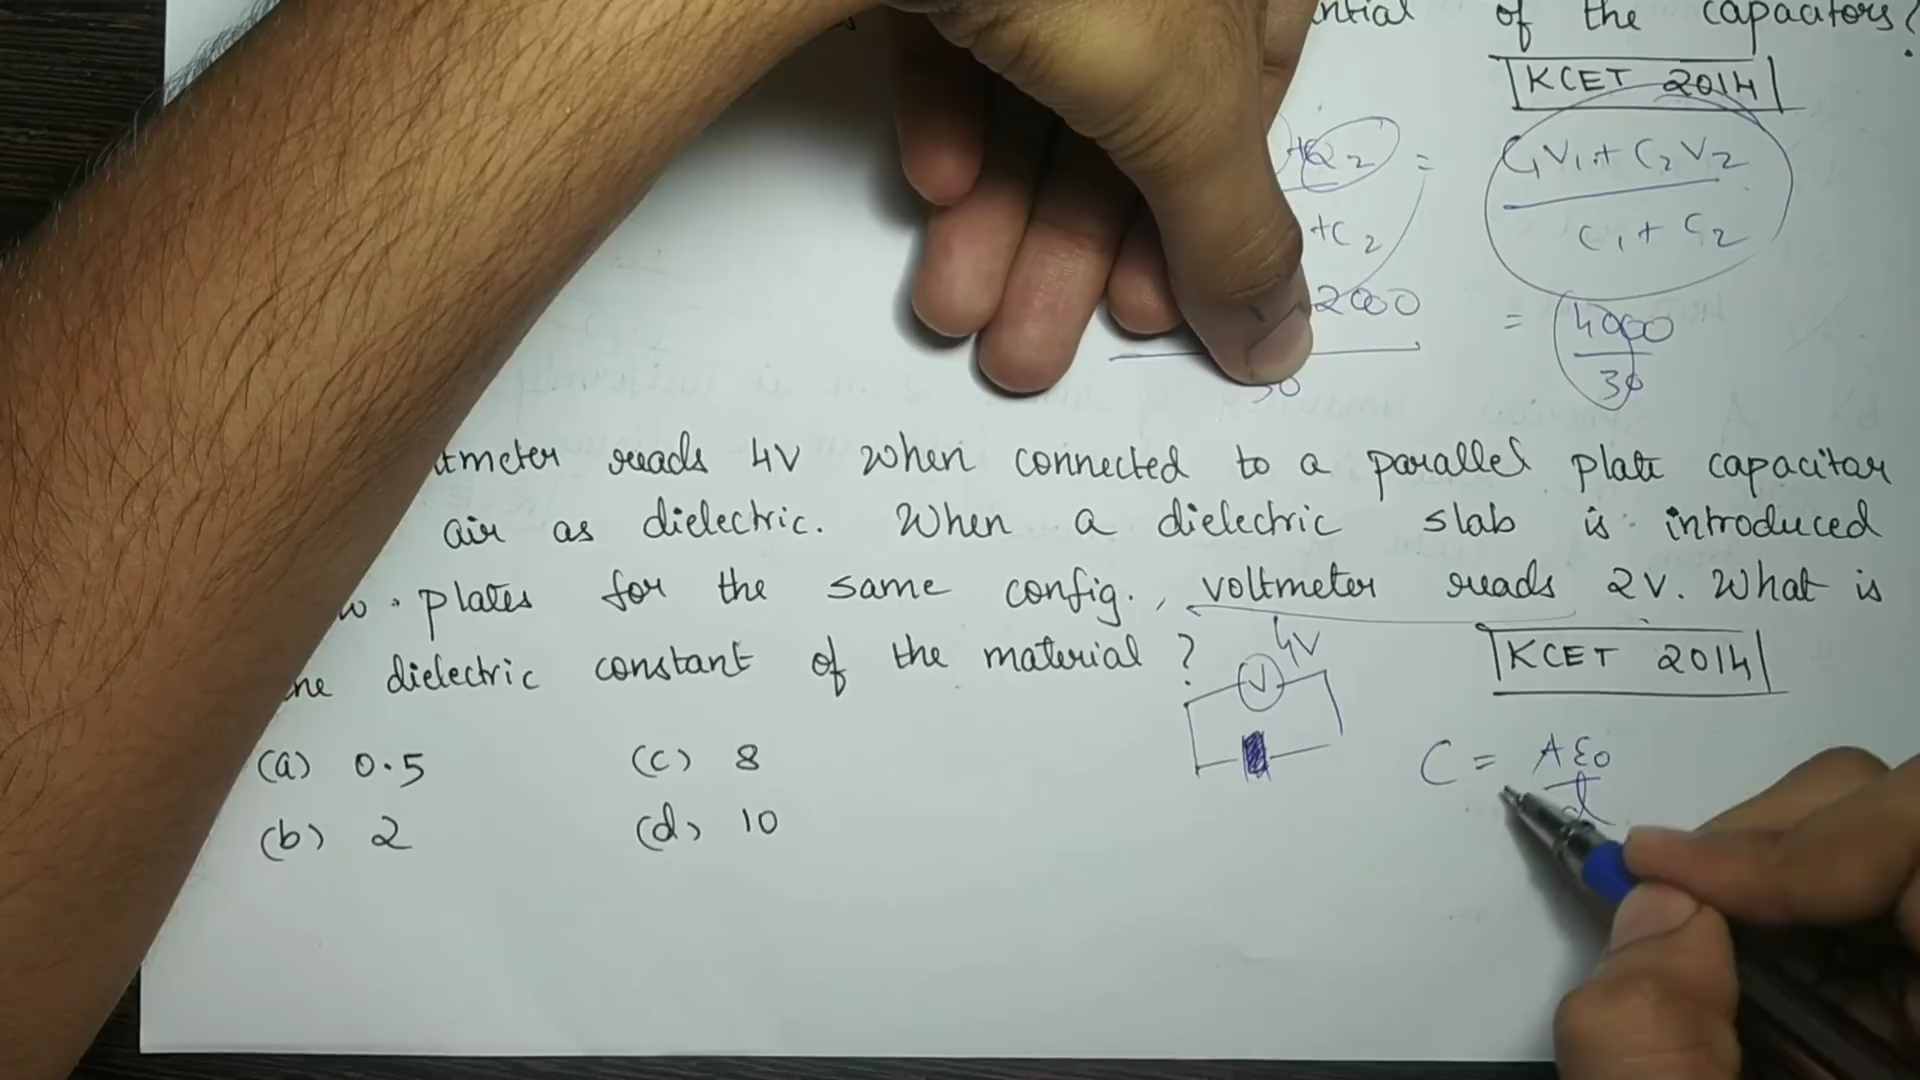 of the capacitors?
KCET 2014
+Q2 = C1V1 + C2V2
+C2 C1 + C2
2000 = 4000
30 30
reads 4V when connected to a parallel plate capacitor
air as dielectric. When a dielectric slab is introduced
plates for the same config., voltmeter reads 2V. What is
dielectric constant of the material?
4V
V
KCET 2014
C = Aε0
d
(a) 0.5 (c) 8
(b) 2 (d) 10